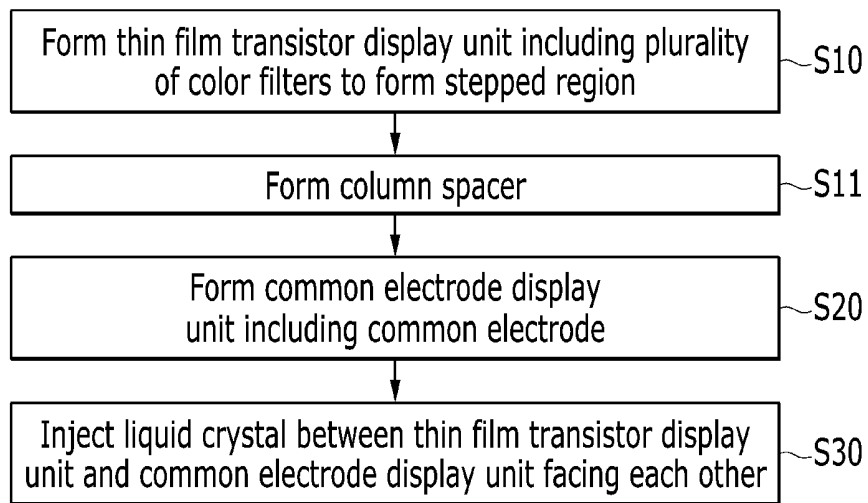 Form thin film transistor display unit including plurality
of color filters to form stepped region
S10
Form column spacer
S11
Form common electrode display
unit including common electrode
S20
Inject liquid crystal between thin film transistor display
unit and common electrode display unit facing each other
S30